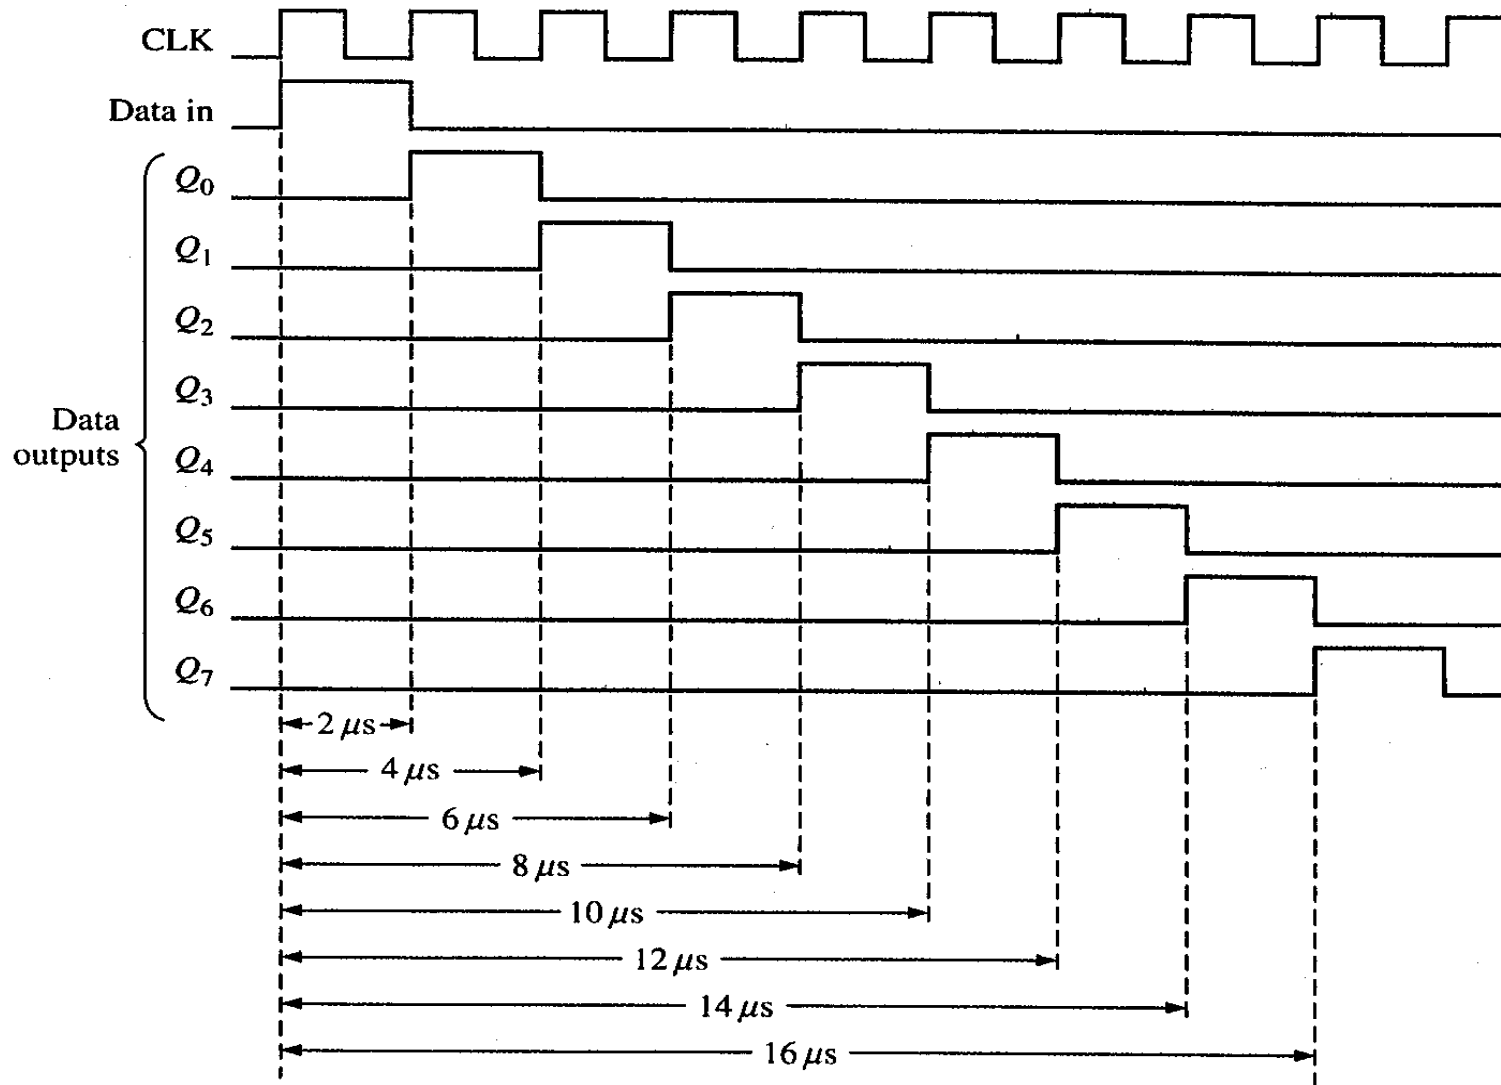 CLK
Data in
Q0
Q1
Q2
Q3
Data
outputs
Q4
Q5
Q6
Q7
2 μs
4 μs
6 μs
8 μs
10 μs
12 μs
14 μs
16 μs